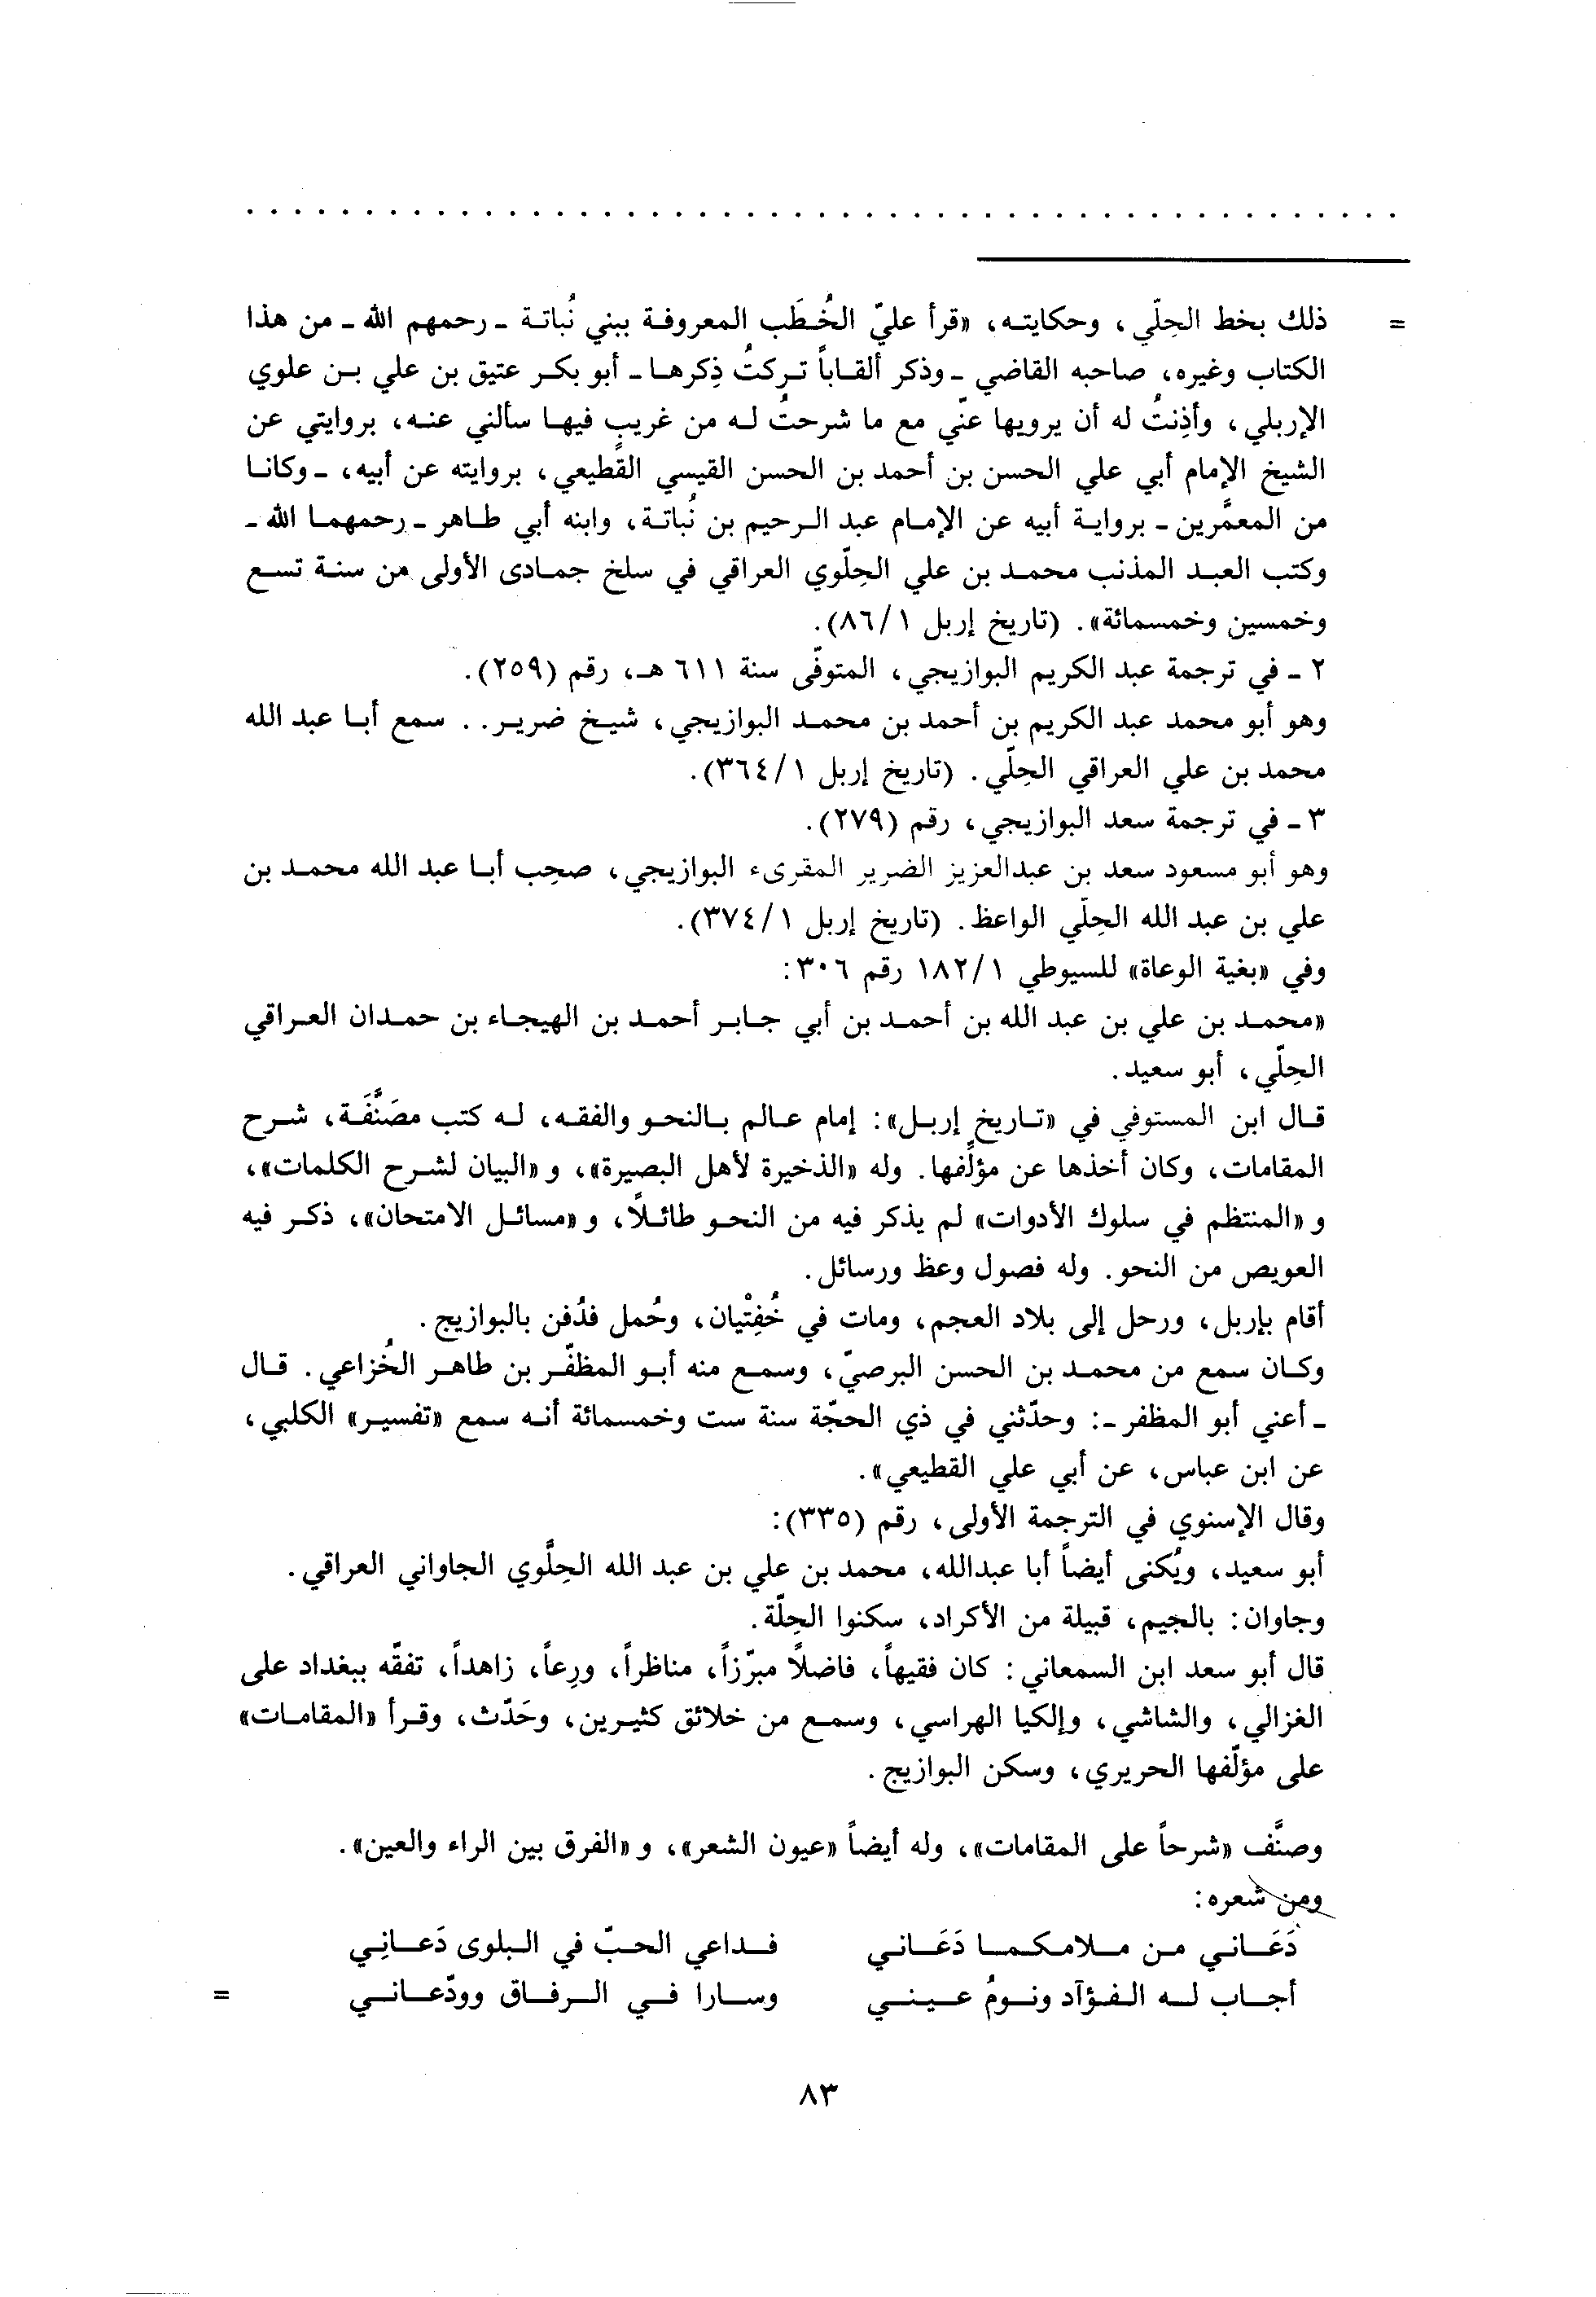 . . . . . . . . . . . . . . . . . . . . . . . . . . . . . . . . . . . . . . . . . . . . . . . .
= ذلك بخط الحِلّي، وحكايته، «قرأ عليّ الخُطَب المعروفة ببني نُباتة ـ رحمهم الله ـ من هذا
الكتاب وغيره، صاحبه القاضي ـ وذكر ألقاباً تركتُ ذِكرها ـ أبو بكر عتيق بن علي بن علوي
الإربلي، وأذِنتُ له أن يرويها عنّي مع ما شرحتُ له من غريبٍ فيها سألني عنه، بروايتي عن
الشيخ الإمام أبي علي الحسن بن أحمد بن الحسن القيسي القَطيعي، بروايته عن أبيه، ـ وكانا
من المعمَّرين ـ برواية أبيه عن الإمام عبد الرحيم بن نُباتة، وابنه أبي طاهر ـ رحمهما الله ـ
وكتب العبد المذنب محمد بن علي الحِلّوي العراقي في سلخ جمادى الأولى من سنة تسع
وخمسين وخمسمائة». (تاريخ إربل ١/٨٦).
٢ ـ في ترجمة عبد الكريم البوازيجي، المتوفّى سنة ٦١١ هـ، رقم (٢٥٩).
وهو أبو محمد عبد الكريم بن أحمد بن محمد البوازيجي، شيخ ضرير. . سمع أبا عبد الله
محمد بن علي العراقي الحِلّي. (تاريخ إربل ١/٣٦٤).
٣ ـ في ترجمة سعد البوازيجي، رقم (٢٧٩).
وهو أبو مسعود سعد بن عبدالعزيز الضرير المقرىء البوازيجي، صحِب أبا عبد الله محمد بن
علي بن عبد الله الحِلّي الواعظ. (تاريخ إربل ١/٣٧٤).
وفي «بغية الوعاة» للسيوطي ١/١٨٢ رقم ٣٠٦:
«محمد بن علي بن عبد الله بن أحمد بن أبي جابر أحمد بن الهيجاء بن حمدان العراقي
الحِلّي، أبو سعيد.
قال ابن المستوفي في «تاريخ إربل»: إمام عالم بالنحو والفقه، له كتب مصَنَّفَة، شرح
المقامات، وكان أخذها عن مؤلِّفها. وله «الذخيرة لأهل البصيرة»، و«البيان لشرح الكلمات»،
و«المنتظم في سلوك الأدوات» لم يذكر فيه من النحو طائلاً، و«مسائل الامتحان»، ذكر فيه
العويص من النحو. وله فصول وعظ ورسائل.
أقام بإربل، ورحل إلى بلاد العجم، ومات في خُفِتْيان، وحُمل فدُفن بالبوازيج.
وكان سمع من محمد بن الحسن البرصيّ، وسمع منه أبو المظفّر بن طاهر الخُزاعي. قال
ـ أعني أبو المظفر ـ: وحدّثني في ذي الحجّة سنة ست وخمسمائة أنه سمع «تفسير» الكلبي،
عن ابن عباس، عن أبي علي القطيعي».
وقال الإسنوي في الترجمة الأولى، رقم (٣٣٥):
أبو سعيد، ويُكنى أيضاً أبا عبدالله، محمد بن علي بن عبد الله الحِلَّوي الجاواني العراقي.
وجاوان: بالجيم، قبيلة من الأكراد، سكنوا الحِلّة.
قال أبو سعد ابن السمعاني: كان فقيهاً، فاضلاً مبرّزاً، مناظراً، ورِعاً، زاهداً، تفقّه ببغداد على
الغزالي، والشاشي، وإلكيا الهراسي، وسمع من خلائق كثيرين، وحَدّث، وقرأ «المقامات»
على مؤلّفها الحريري، وسكن البوازيج.
وصنَّف «شرحاً على المقامات»، وله أيضاً «عيون الشعر»، و«الفرق بين الراء والعين».
ومن شعره:
دَعَاني من ملامكما دَعَاني فداعي الحبّ في البلوى دَعانِي
أجاب له الفؤآد ونومُ عيني وسارا في الرفاق وودّعاني =
٨٣